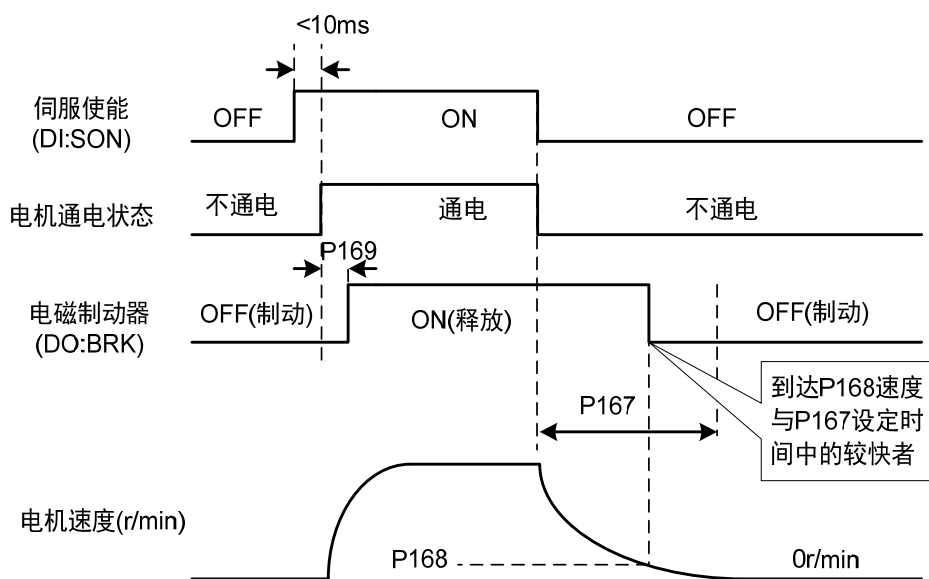 <10ms
伺服使能
(DI:SON)
OFF
ON
OFF
电机通电状态
不通电
通电
不通电
P169
电磁制动器
(DO:BRK)
OFF(制动)
ON(释放)
OFF(制动)
P167
到达P168速度
与P167设定时
间中的较快者
电机速度(r/min)
P168
0r/min